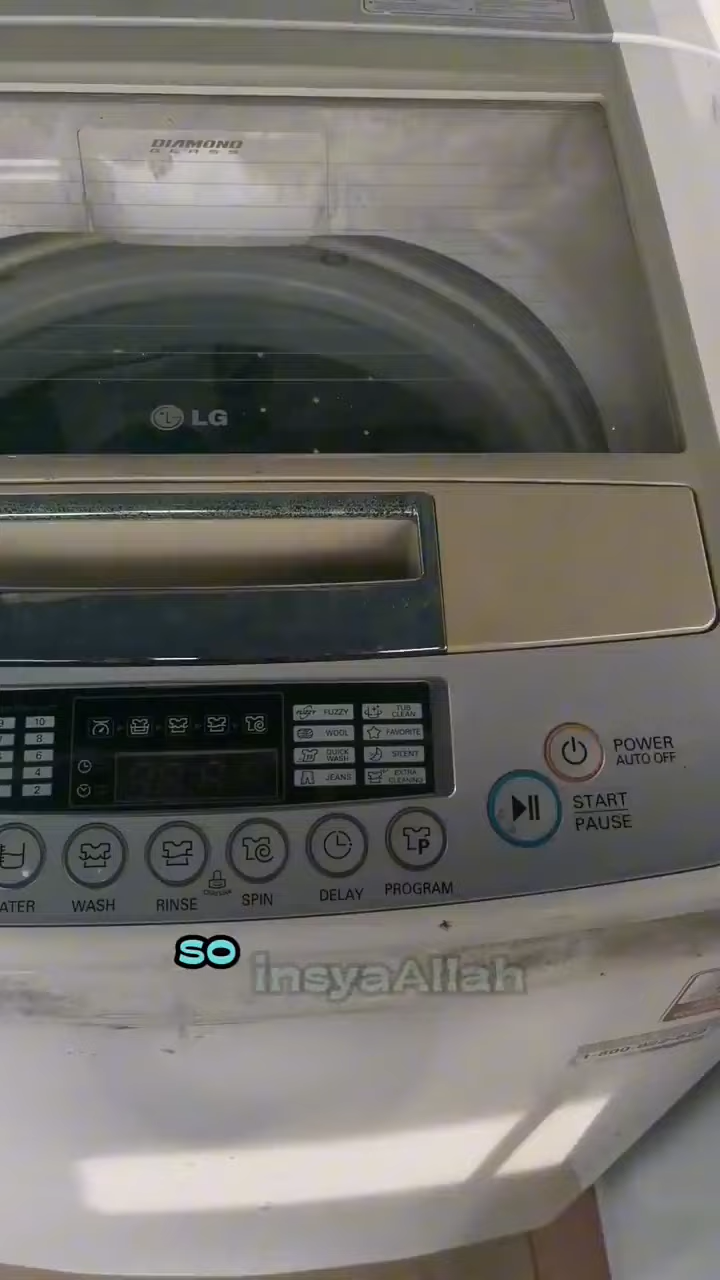 DIAMOND
GLASS
LG
10
8
6
4
2
FUZZY
WOOL
QUICK WASH
JEANS
TUB CLEAN
FAVORITE
SILENT
EXTRA CLEANING
POWER
AUTO OFF
START
PAUSE
ATER
WASH
RINSE
SPIN
DELAY
PROGRAM
so insyaAllah